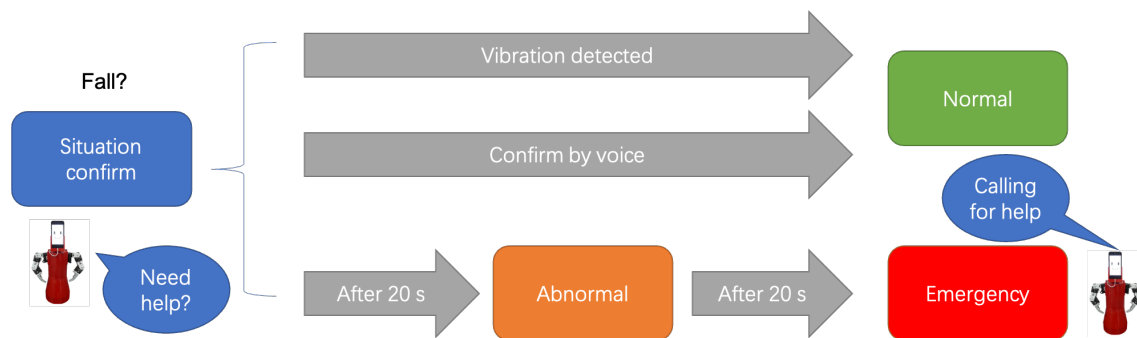 Fall?
Situation
confirm
Need
help?
Vibration detected
Confirm by voice
After 20 s
Abnormal
After 20 s
Normal
Calling
for help
Emergency